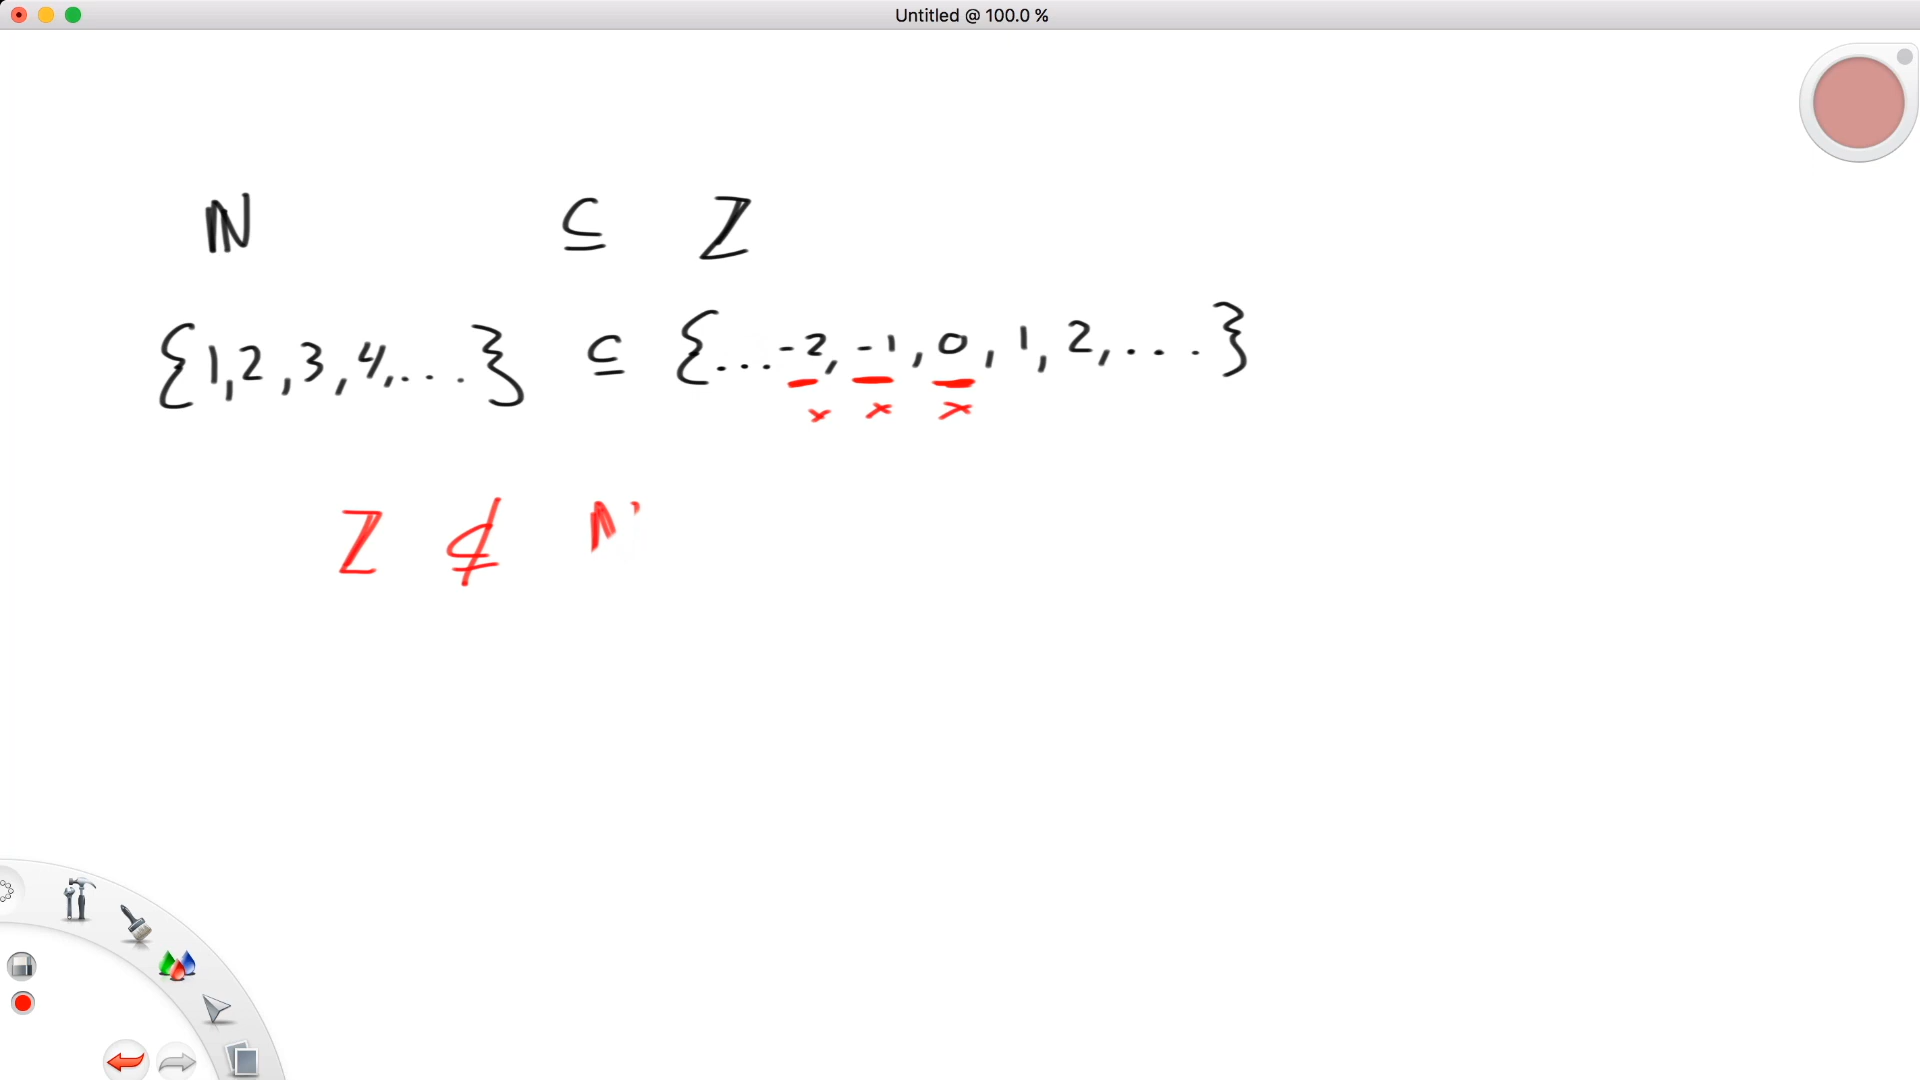 Untitled @ 100.0 %
ℕ ⊆ ℤ
{1,2,3,4,...} ⊆ {...-2,-1,0,1,2,...}
x x x
ℤ ⊈